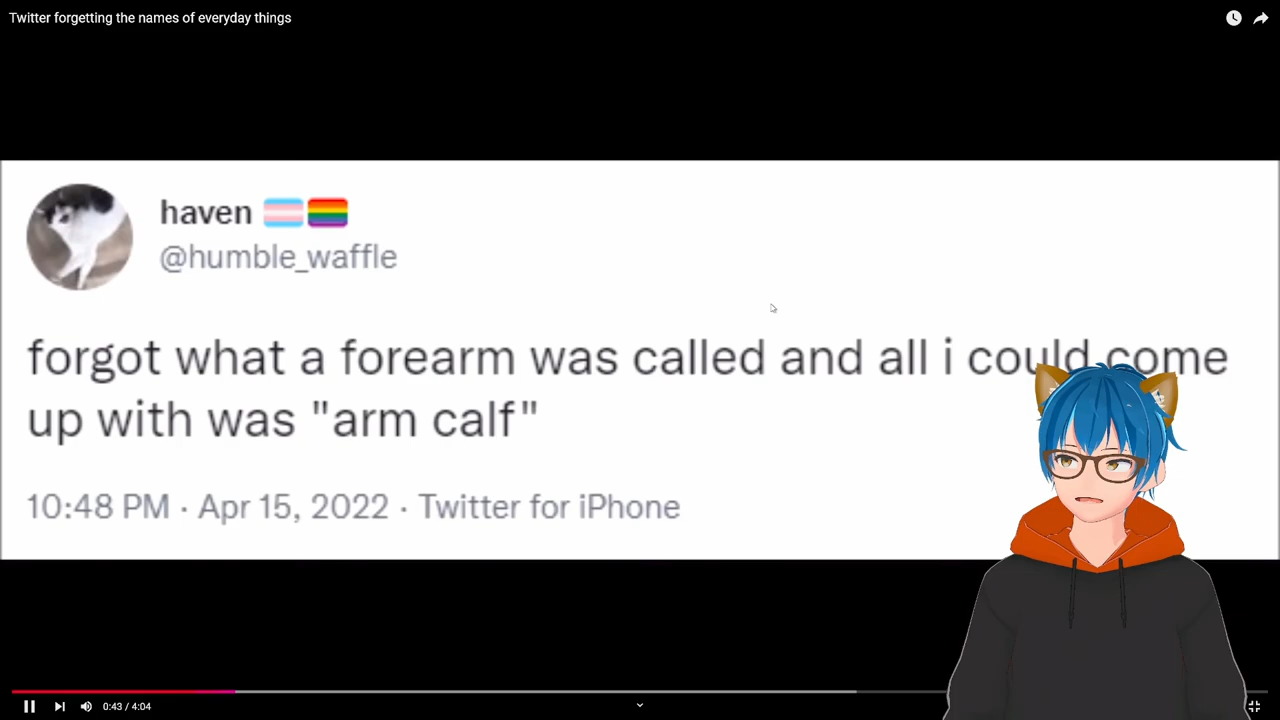 Twitter forgetting the names of everyday things
haven
@humble_waffle
forgot what a forearm was called and all i could come
up with was "arm calf"
10:48 PM · Apr 15, 2022 · Twitter for iPhone
0:43 / 4:04